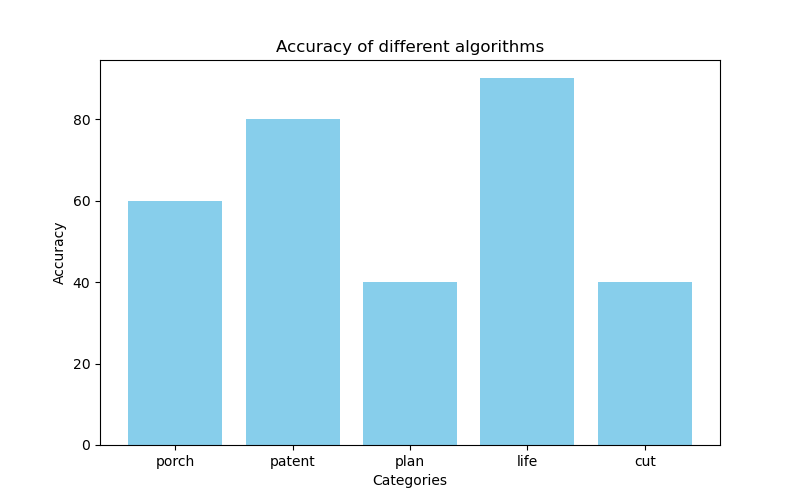 Accuracy of different algorithms
Accuracy
80
60
40
20
0
porch patent plan life cut
Categories